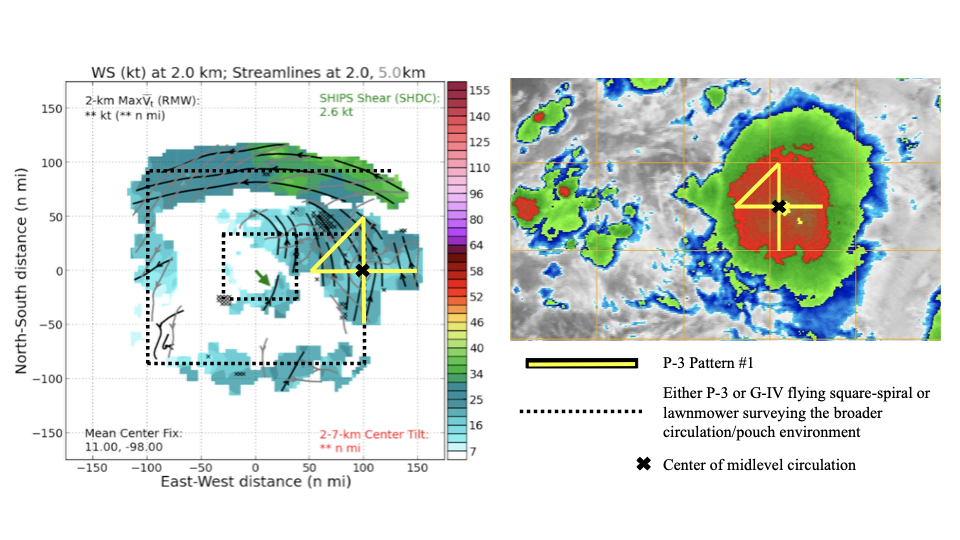 WS (kt) at 2.0 km; Streamlines at 2.0, 5.0km
2-km MaxV̅t (RMW):
** kt (** n mi)
SHIPS Shear (SHDC):
2.6 kt
150
100
50
0
−50
−100
−150
North-South distance (n mi)
Mean Center Fix:
11.00, -98.00
2-7-km Center Tilt:
** n mi
−150
−100
−50
0
50
100
150
East-West distance (n mi)
155
140
125
110
96
80
64
58
52
46
40
34
25
16
7
P-3 Pattern #1
Either P-3 or G-IV flying square-spiral or
lawnmower surveying the broader
circulation/pouch environment
Center of midlevel circulation